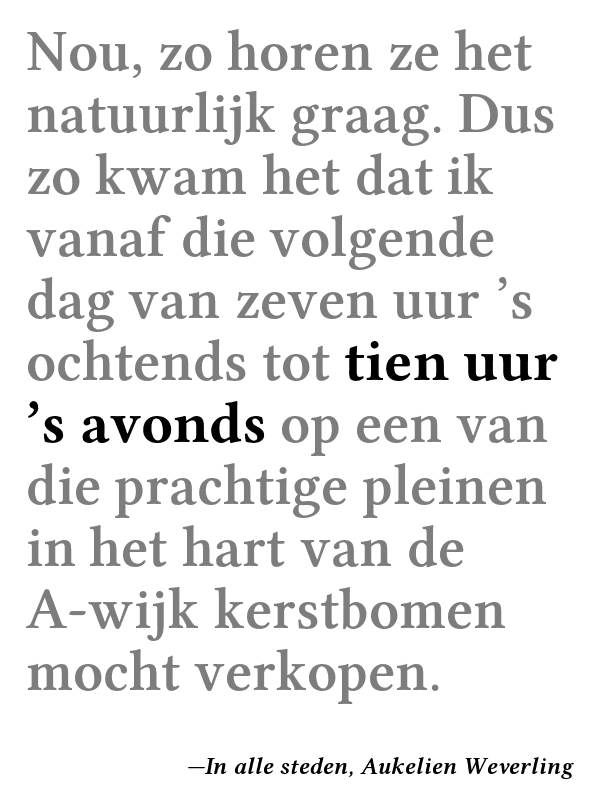 Nou, zo horen ze het
natuurlijk graag. Dus
zo kwam het dat ik
vanaf die volgende
dag van zeven uur ’s
ochtends tot tien uur
’s avonds op een van
die prachtige pleinen
in het hart van de
A-wijk kerstbomen
mocht verkopen.
—In alle steden, Aukelien Weverling